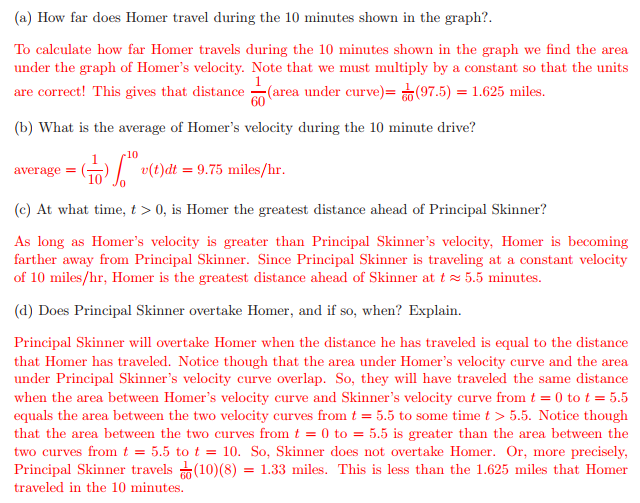 (a) How far does Homer travel during the 10 minutes shown in the graph?.
To calculate how far Homer travels during the 10 minutes shown in the graph we find the area
under the graph of Homer's velocity. Note that we must multiply by a constant so that the units
are correct! This gives that distance 1/60(area under curve)= 1/60(97.5) = 1.625 miles.
(b) What is the average of Homer's velocity during the 10 minute drive?
average = (1/10) ∫₀¹⁰ v(t)dt = 9.75 miles/hr.
(c) At what time, t > 0, is Homer the greatest distance ahead of Principal Skinner?
As long as Homer's velocity is greater than Principal Skinner's velocity, Homer is becoming
farther away from Principal Skinner. Since Principal Skinner is traveling at a constant velocity
of 10 miles/hr, Homer is the greatest distance ahead of Skinner at t ≈ 5.5 minutes.
(d) Does Principal Skinner overtake Homer, and if so, when? Explain.
Principal Skinner will overtake Homer when the distance he has traveled is equal to the distance
that Homer has traveled. Notice though that the area under Homer's velocity curve and the area
under Principal Skinner's velocity curve overlap. So, they will have traveled the same distance
when the area between Homer's velocity curve and Skinner's velocity curve from t = 0 to t = 5.5
equals the area between the two velocity curves from t = 5.5 to some time t > 5.5. Notice though
that the area between the two curves from t = 0 to = 5.5 is greater than the area between the
two curves from t = 5.5 to t = 10. So, Skinner does not overtake Homer. Or, more precisely,
Principal Skinner travels 1/60(10)(8) = 1.33 miles. This is less than the 1.625 miles that Homer
traveled in the 10 minutes.